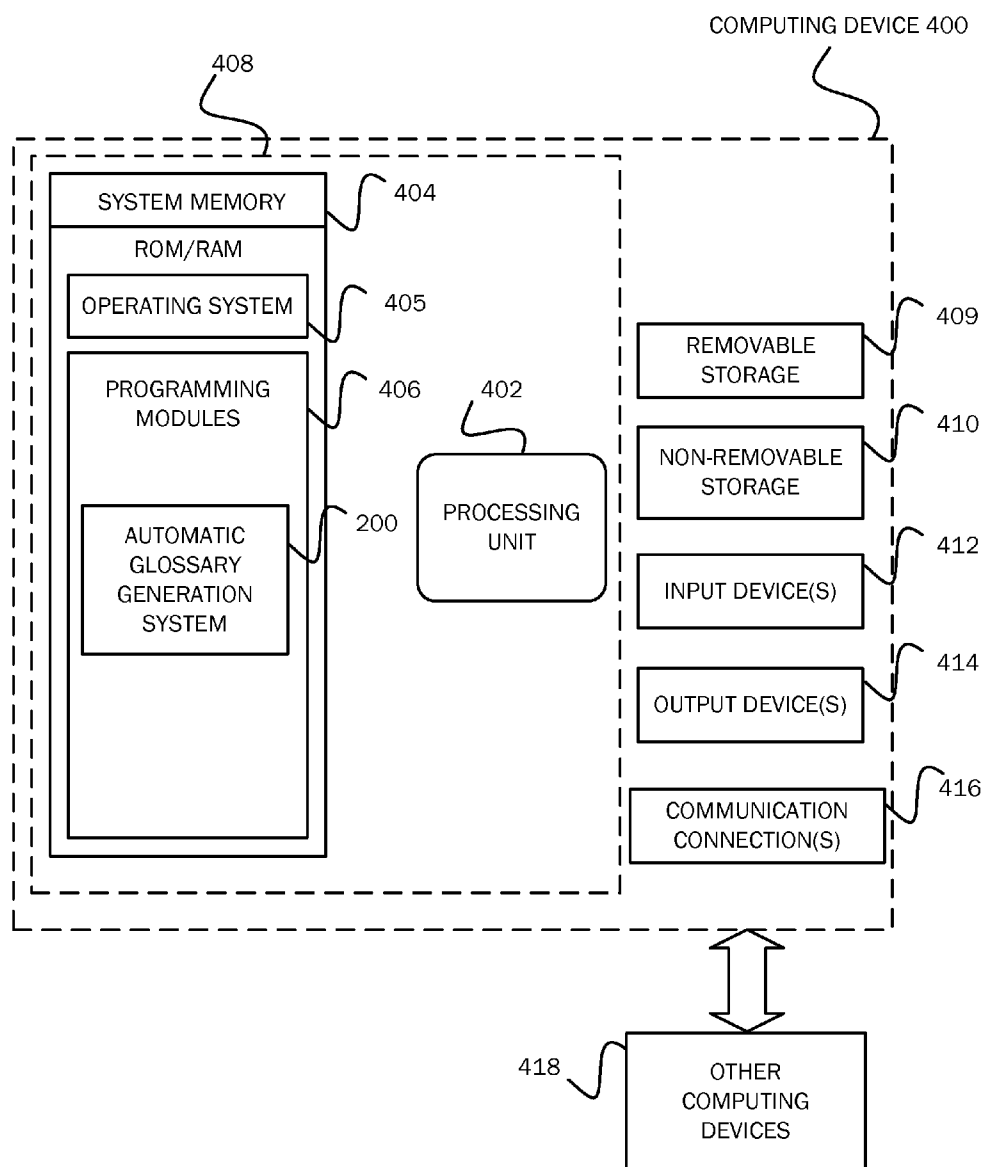 COMPUTING DEVICE 400
408
SYSTEM MEMORY
404
ROM/RAM
OPERATING SYSTEM
405
PROGRAMMING
MODULES
406
AUTOMATIC
GLOSSARY
GENERATION
SYSTEM
200
402
PROCESSING
UNIT
REMOVABLE
STORAGE
409
NON-REMOVABLE
STORAGE
410
INPUT DEVICE(S)
412
OUTPUT DEVICE(S)
414
COMMUNICATION
CONNECTION(S)
416
418
OTHER
COMPUTING
DEVICES